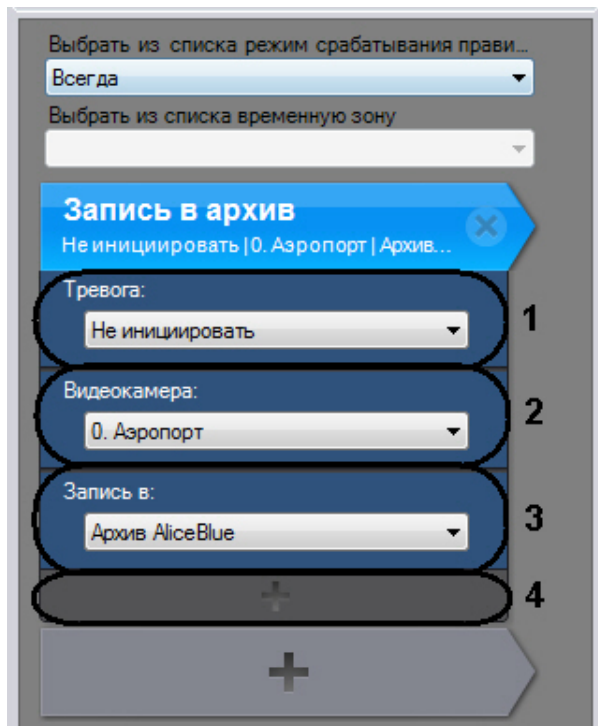 Выбрать из списка режим срабатывания прави...
Всегда
Выбрать из списка временную зону
Запись в архив
Не инициировать | 0. Аэропорт | Архив...
Тревога:
Не инициировать
1
Видеокамера:
0. Аэропорт
2
Запись в:
Архив AliceBlue
3
4